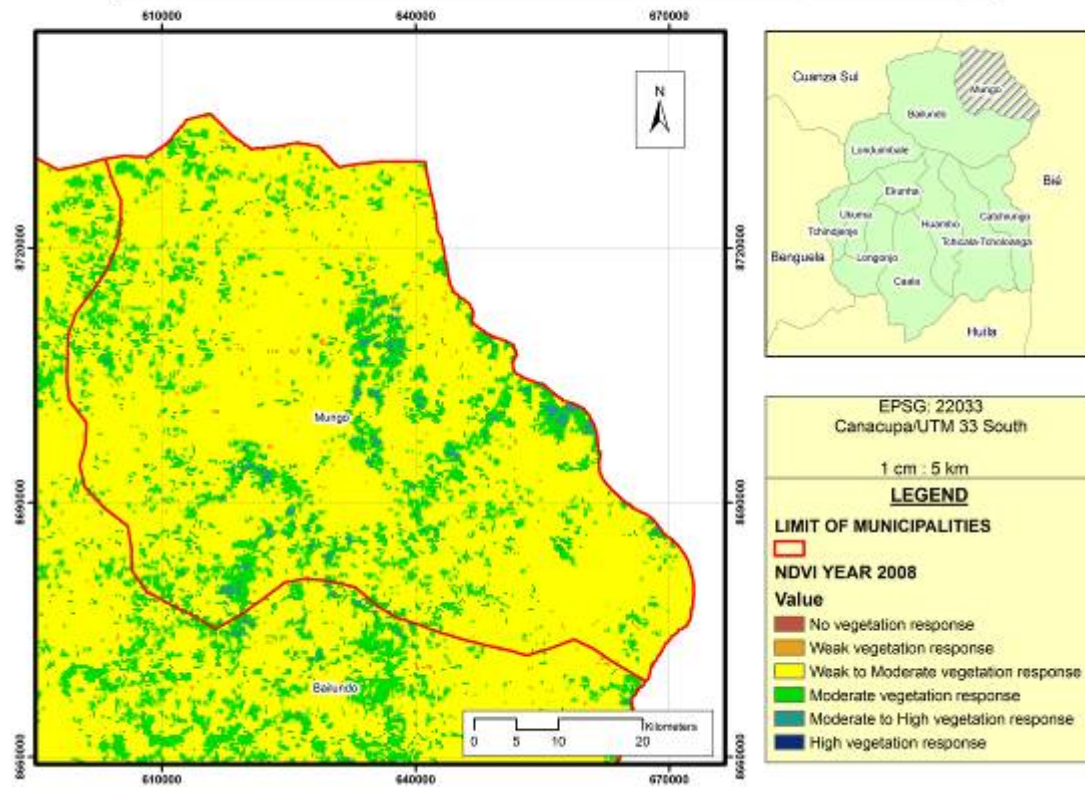 610000
640000
670000
N
8720000
8690000
8660000
Mungo
Bailundo
Kilometers
0 5 10 20
610000
640000
670000
Cuanza Sul
Mungo
Bailundo
Londuimbale
Bié
Ekunha
Ukuma
Huambo
Tchindjenje
Tchicala-Tcholoanga
Benguela
Longonjo
Caala
Huíla
EPSG: 22033
Canacupa/UTM 33 South
1 cm : 5 km
LEGEND
LIMIT OF MUNICIPALITIES
NDVI YEAR 2008
Value
No vegetation response
Weak vegetation response
Weak to Moderate vegetation response
Moderate vegetation response
Moderate to High vegetation response
High vegetation response